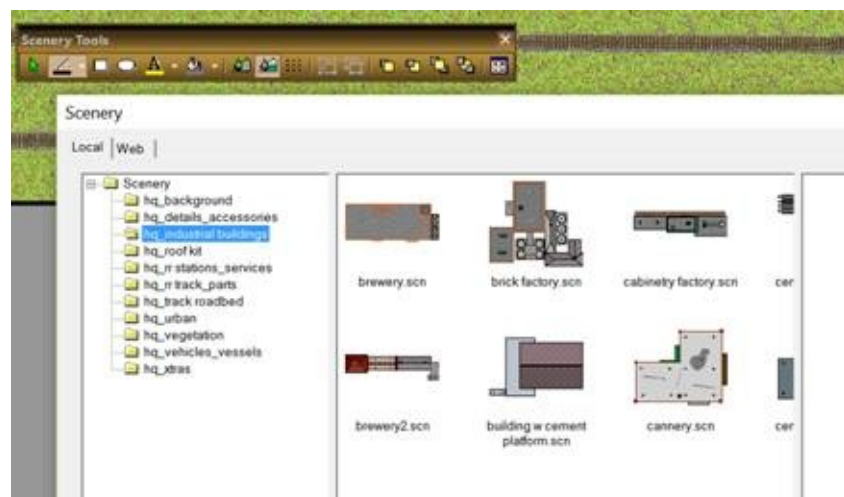 Scenery Tools
Scenery
Local
Web
Scenery
hq_background
hq_details_accessories
hq_industrial buildings
hq_roof kit
hq_rr stations_services
hq_rr track_parts
hq_track roadbed
hq_urban
hq_vegetation
hq_vehicles_vessels
hq_xtras
brewery.scn
brick factory.scn
cabinetry factory.scn
cer
brewery2.scn
building w cement
platform.scn
cannery.scn
cer